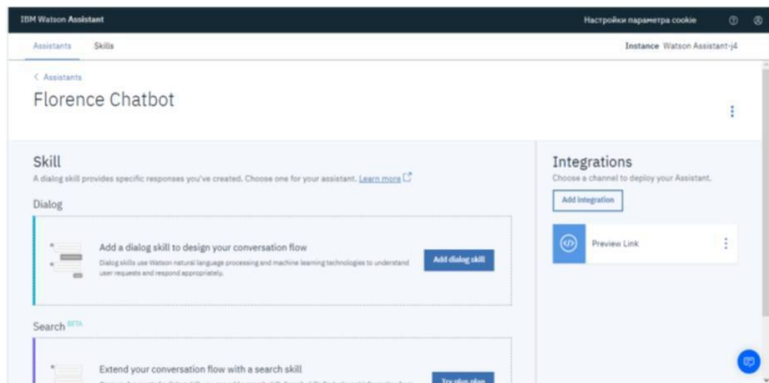 IBM Watson Assistant
Настройки параметра cookie
Assistants Skills
Instance Watson Assistant-j4
< Assistants
Florence Chatbot
Skill
A dialog skill provides specific responses you've created. Choose one for your assistant. Learn more
Dialog
Add a dialog skill to design your conversation flow
Dialog skills use Watson natural language processing and machine learning technologies to understand
user requests and respond appropriately.
Add dialog skill
Search BETA
Extend your conversation flow with a search skill
Try plus plan
Integrations
Choose a channel to deploy your Assistant.
Add integration
Preview Link